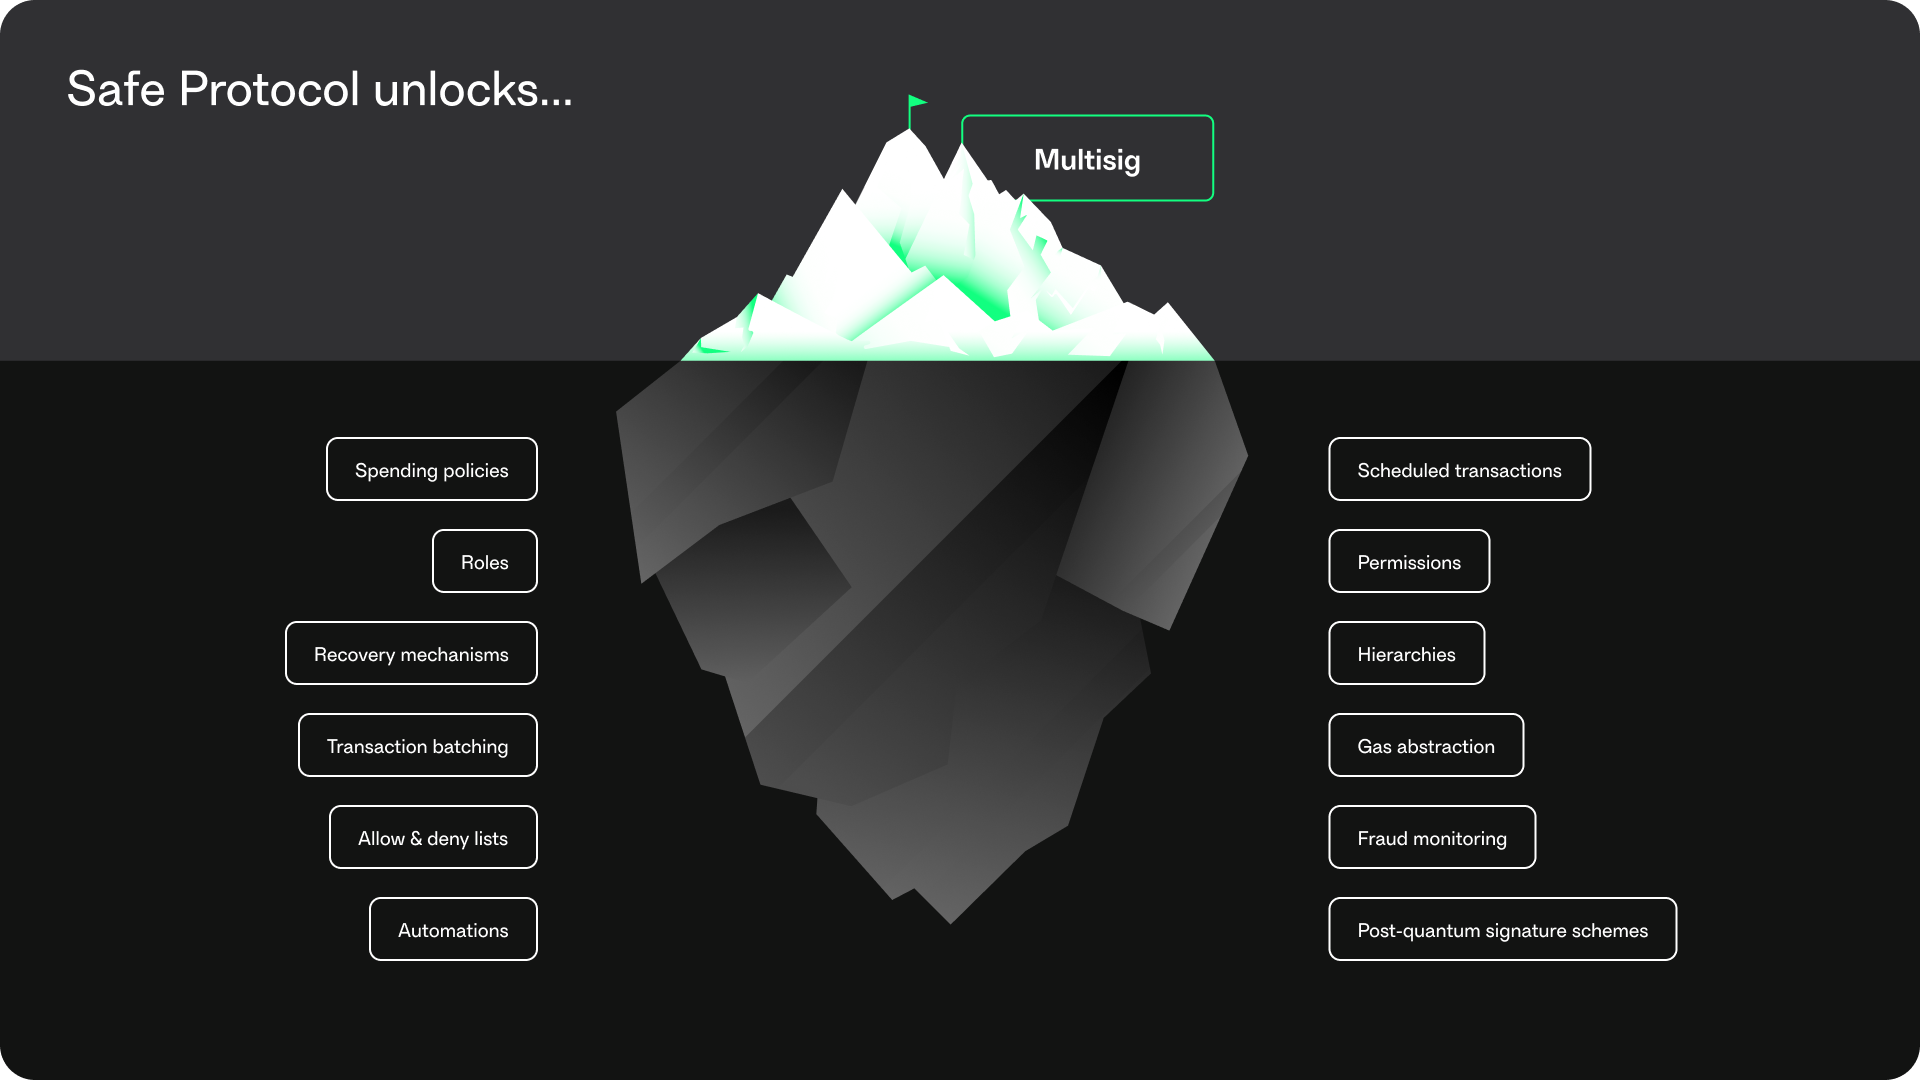 Safe Protocol unlocks...
Multisig
Spending policies
Roles
Recovery mechanisms
Transaction batching
Allow & deny lists
Automations
Scheduled transactions
Permissions
Hierarchies
Gas abstraction
Fraud monitoring
Post-quantum signature schemes